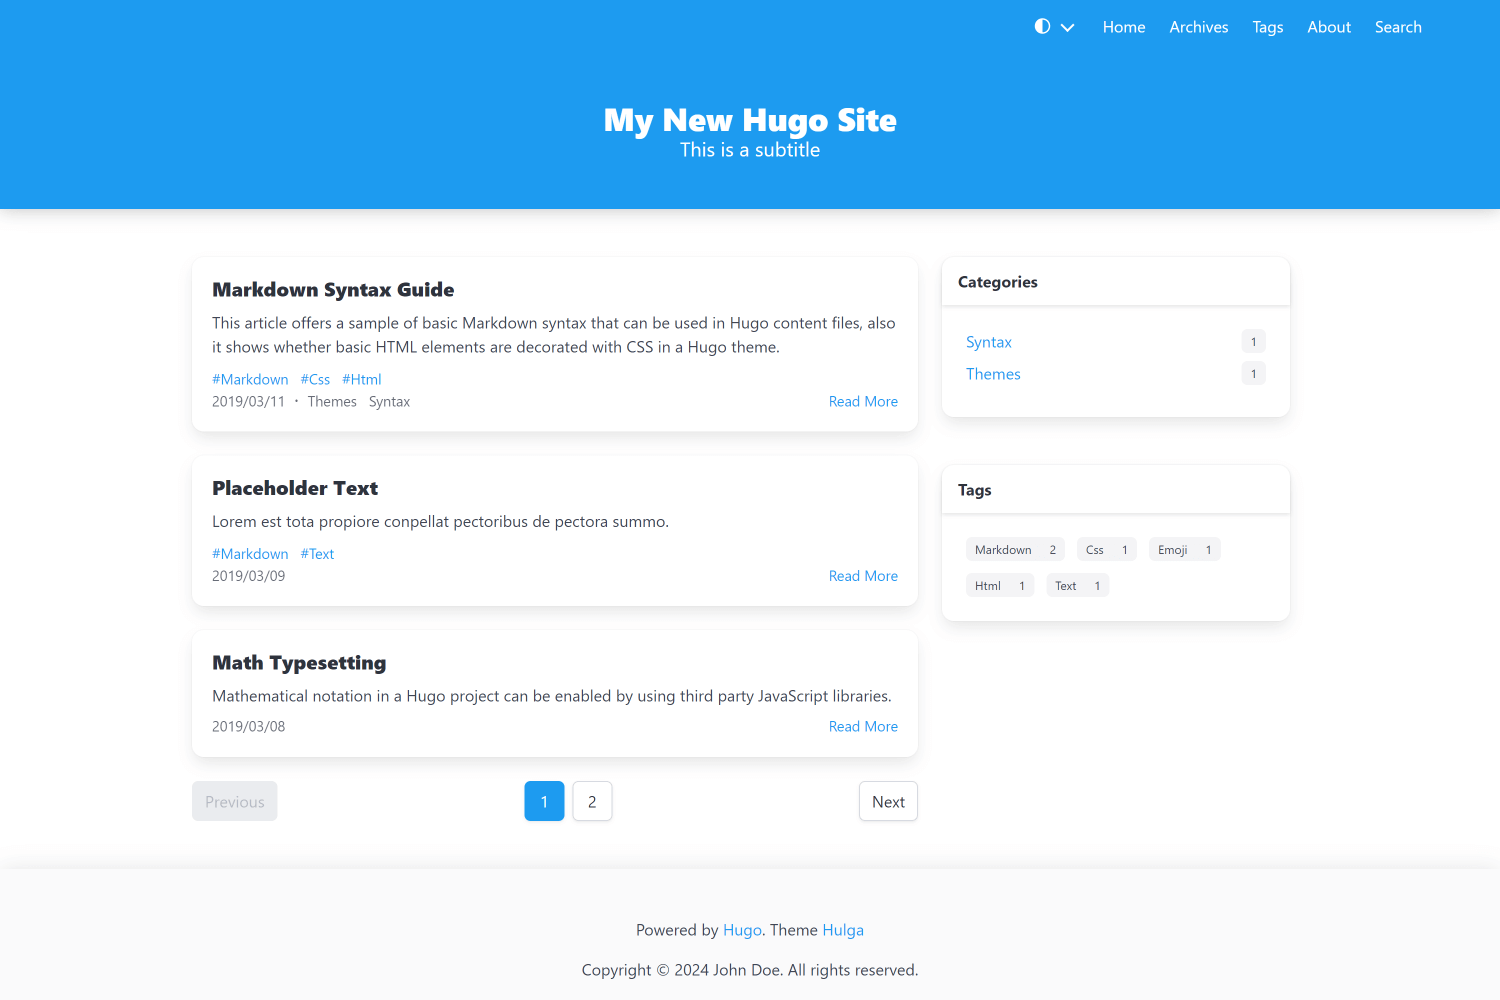 Home Archives Tags About Search
My New Hugo Site
This is a subtitle
Markdown Syntax Guide
This article offers a sample of basic Markdown syntax that can be used in Hugo content files, also
it shows whether basic HTML elements are decorated with CSS in a Hugo theme.
#Markdown #Css #Html
2019/03/11 · Themes Syntax Read More
Placeholder Text
Lorem est tota propiore conpellat pectoribus de pectora summo.
#Markdown #Text
2019/03/09 Read More
Math Typesetting
Mathematical notation in a Hugo project can be enabled by using third party JavaScript libraries.
2019/03/08 Read More
Previous 1 2 Next
Categories
Syntax 1
Themes 1
Tags
Markdown 2 Css 1 Emoji 1
Html 1 Text 1
Powered by Hugo. Theme Hulga
Copyright © 2024 John Doe. All rights reserved.